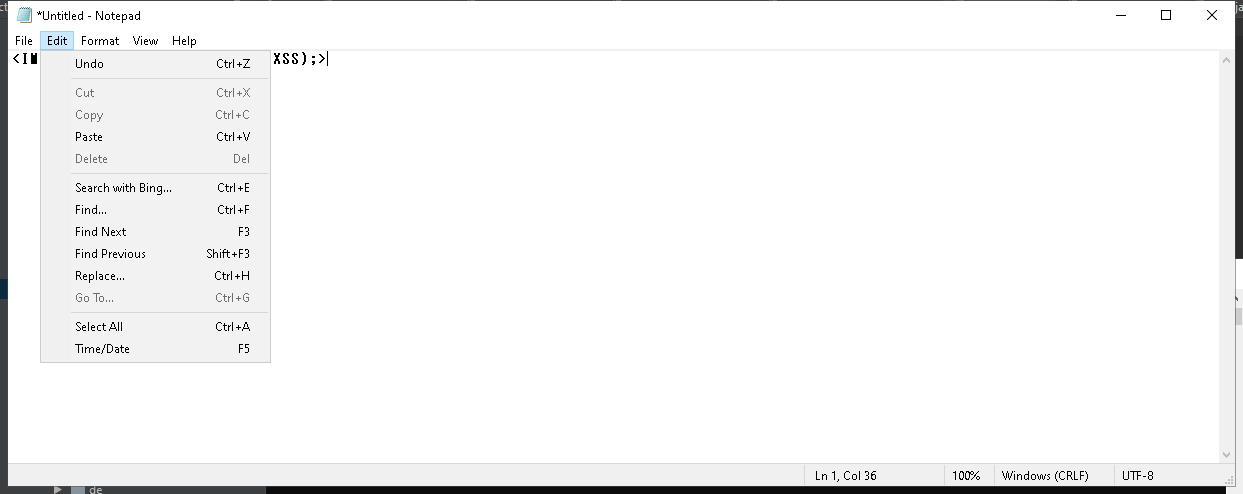 *Untitled - Notepad
File Edit Format View Help
<IM XSS);>
Undo Ctrl+Z
Cut Ctrl+X
Copy Ctrl+C
Paste Ctrl+V
Delete Del
Search with Bing... Ctrl+E
Find... Ctrl+F
Find Next F3
Find Previous Shift+F3
Replace... Ctrl+H
Go To... Ctrl+G
Select All Ctrl+A
Time/Date F5
Ln 1, Col 36 100% Windows (CRLF) UTF-8
de